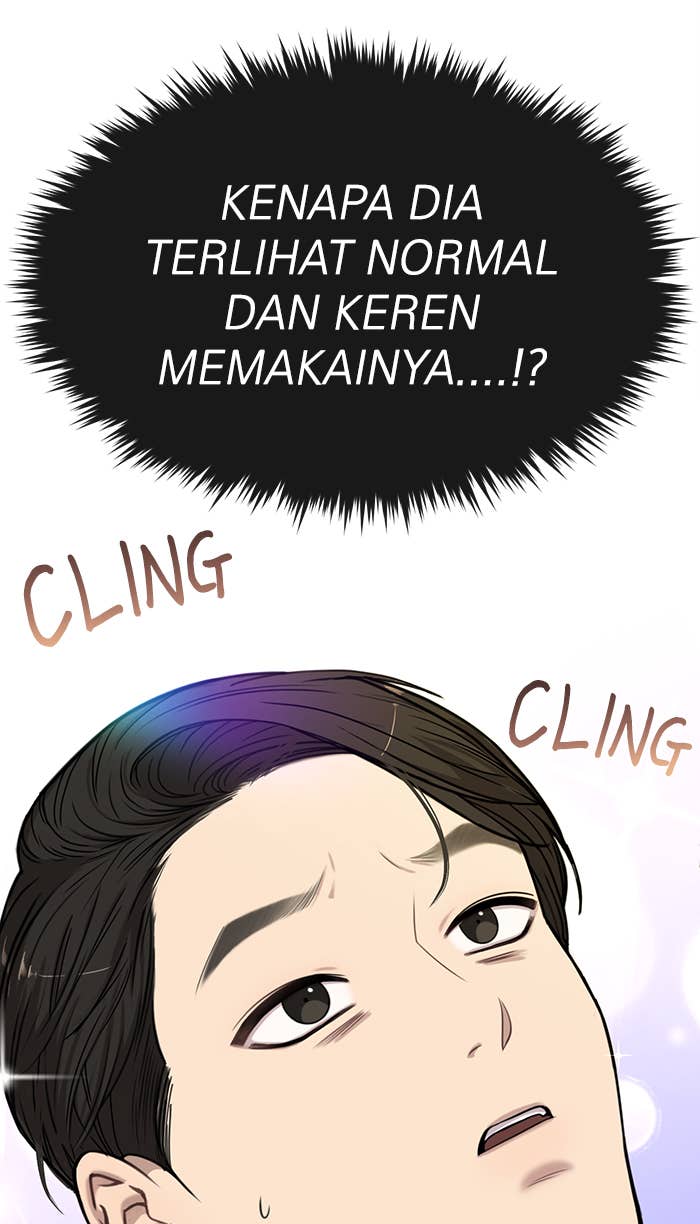 KENAPA DIA
TERLIHAT NORMAL
DAN KEREN
MEMAKAINYA....!?
CLING
CLING